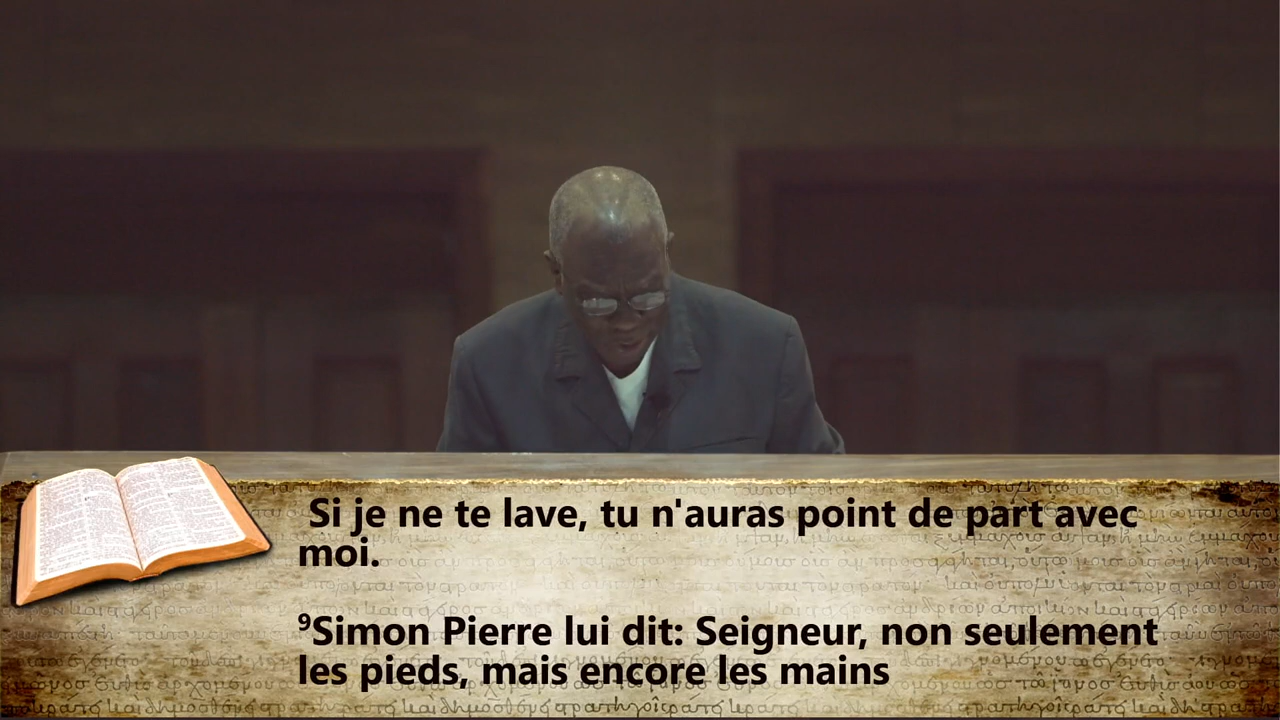 Si je ne te lave, tu n'auras point de part avec
moi.
⁹Simon Pierre lui dit: Seigneur, non seulement
les pieds, mais encore les mains